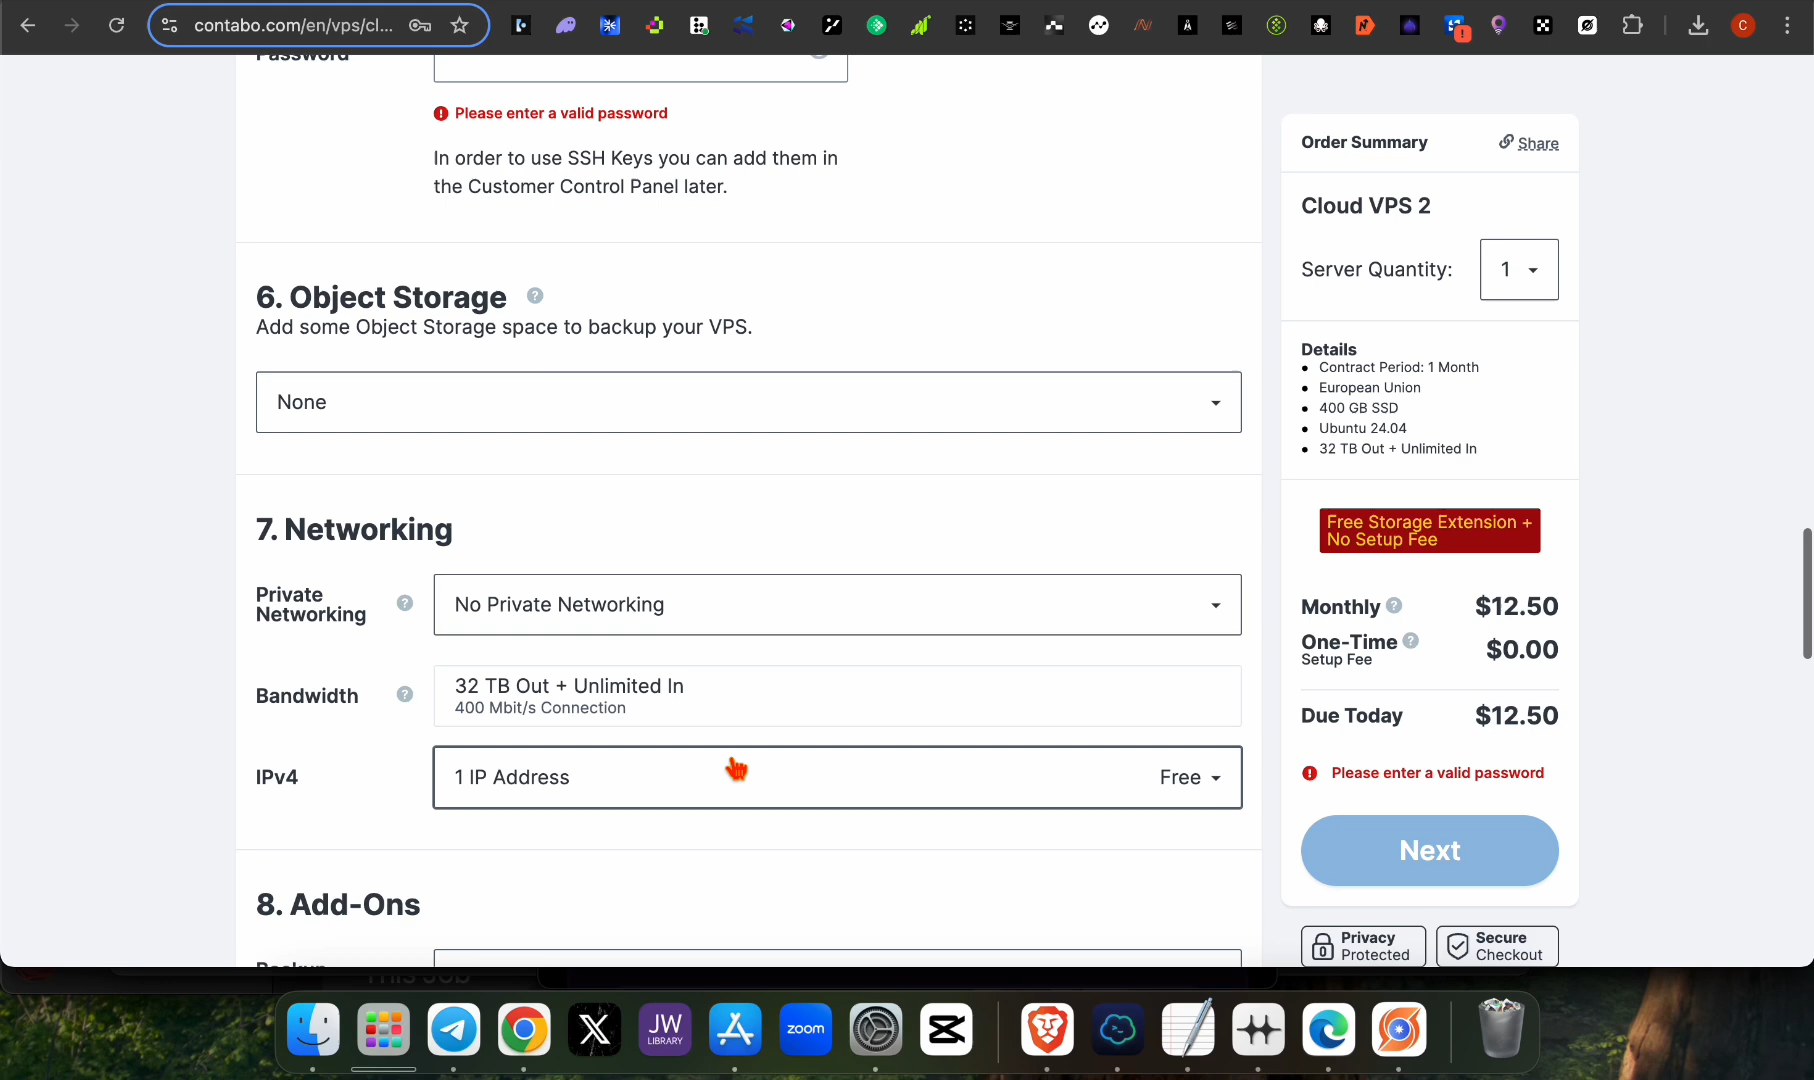 contabo.com/en/vps/cl...
C
Password
Please enter a valid password
In order to use SSH Keys you can add them in
the Customer Control Panel later.
6. Object Storage ?
Add some Object Storage space to backup your VPS.
None
7. Networking
Private
Networking
?
No Private Networking
Bandwidth ?
32 TB Out + Unlimited In
400 Mbit/s Connection
IPv4
1 IP Address
Free
8. Add-Ons
Backup
Order Summary
Share
Cloud VPS 2
Server Quantity:
1
Details
Contract Period: 1 Month
European Union
400 GB SSD
Ubuntu 24.04
32 TB Out + Unlimited In
Free Storage Extension +
No Setup Fee
Monthly ? $12.50
One-Time ?
Setup Fee
$0.00
Due Today $12.50
Please enter a valid password
Next
Privacy
Protected
Secure
Checkout
This Job
JW
LIBRARY
zoom